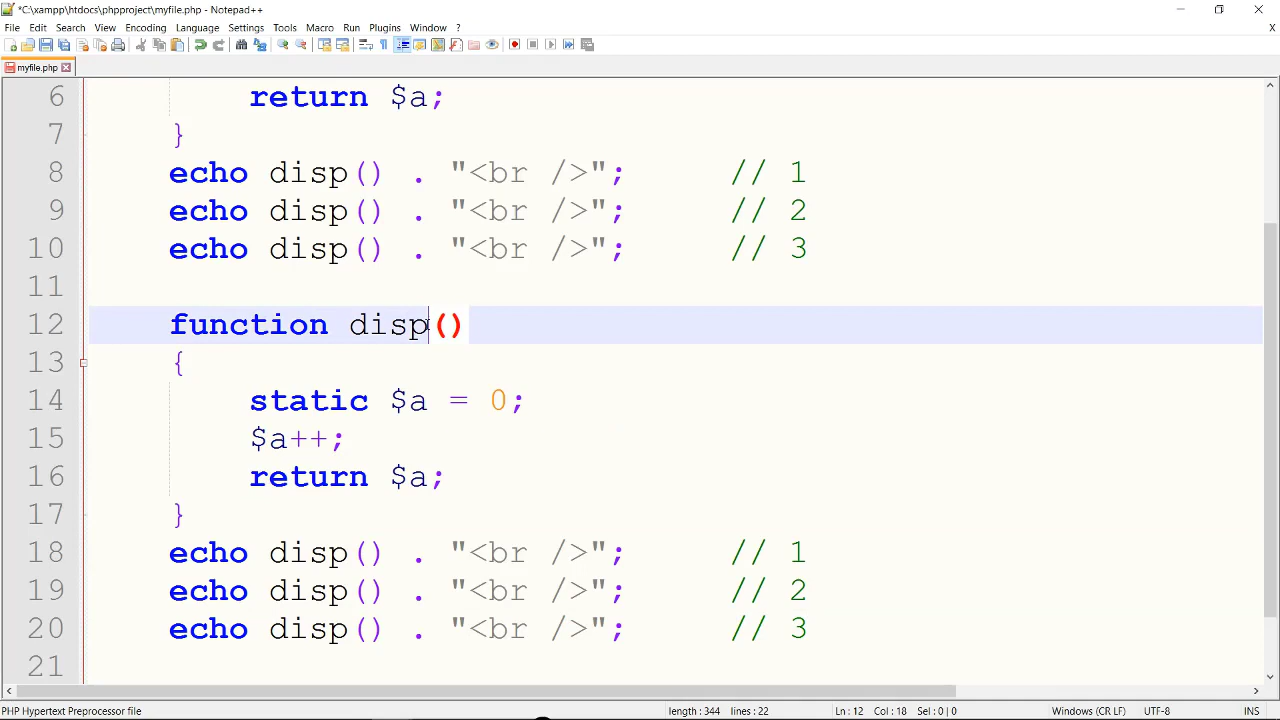 *C:\xampp\htdocs\phpproject\myfile.php - Notepad++
File Edit Search View Encoding Language Settings Tools Macro Run Plugins Window ? X
myfile.php
6 return $a;
7 }
8 echo disp() . "<br />"; // 1
9 echo disp() . "<br />"; // 2
10 echo disp() . "<br />"; // 3
11
12 function disp()
13 {
14 static $a = 0;
15 $a++;
16 return $a;
17 }
18 echo disp() . "<br />"; // 1
19 echo disp() . "<br />"; // 2
20 echo disp() . "<br />"; // 3
21
PHP Hypertext Preprocessor file length : 344 lines : 22 Ln : 12 Col : 18 Sel : 0 | 0 Windows (CR LF) UTF-8 INS